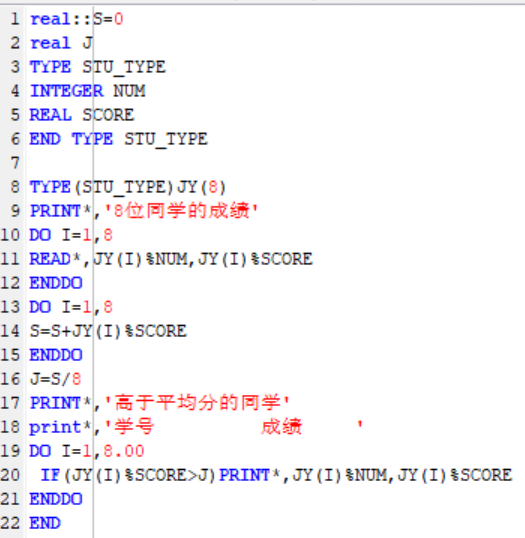 1 real::S=0
2 real J
3 TYPE STU_TYPE
4 INTEGER NUM
5 REAL SCORE
6 END TYPE STU_TYPE
7
8 TYPE(STU_TYPE)JY(8)
9 PRINT*,'8位同学的成绩'
10 DO I=1,8
11 READ*,JY(I)%NUM,JY(I)%SCORE
12 ENDDO
13 DO I=1,8
14 S=S+JY(I)%SCORE
15 ENDDO
16 J=S/8
17 PRINT*,'高于平均分的同学'
18 print*,'学号          成绩     '
19 DO I=1,8.00
20  IF(JY(I)%SCORE>J)PRINT*,JY(I)%NUM,JY(I)%SCORE
21 ENDDO
22 END